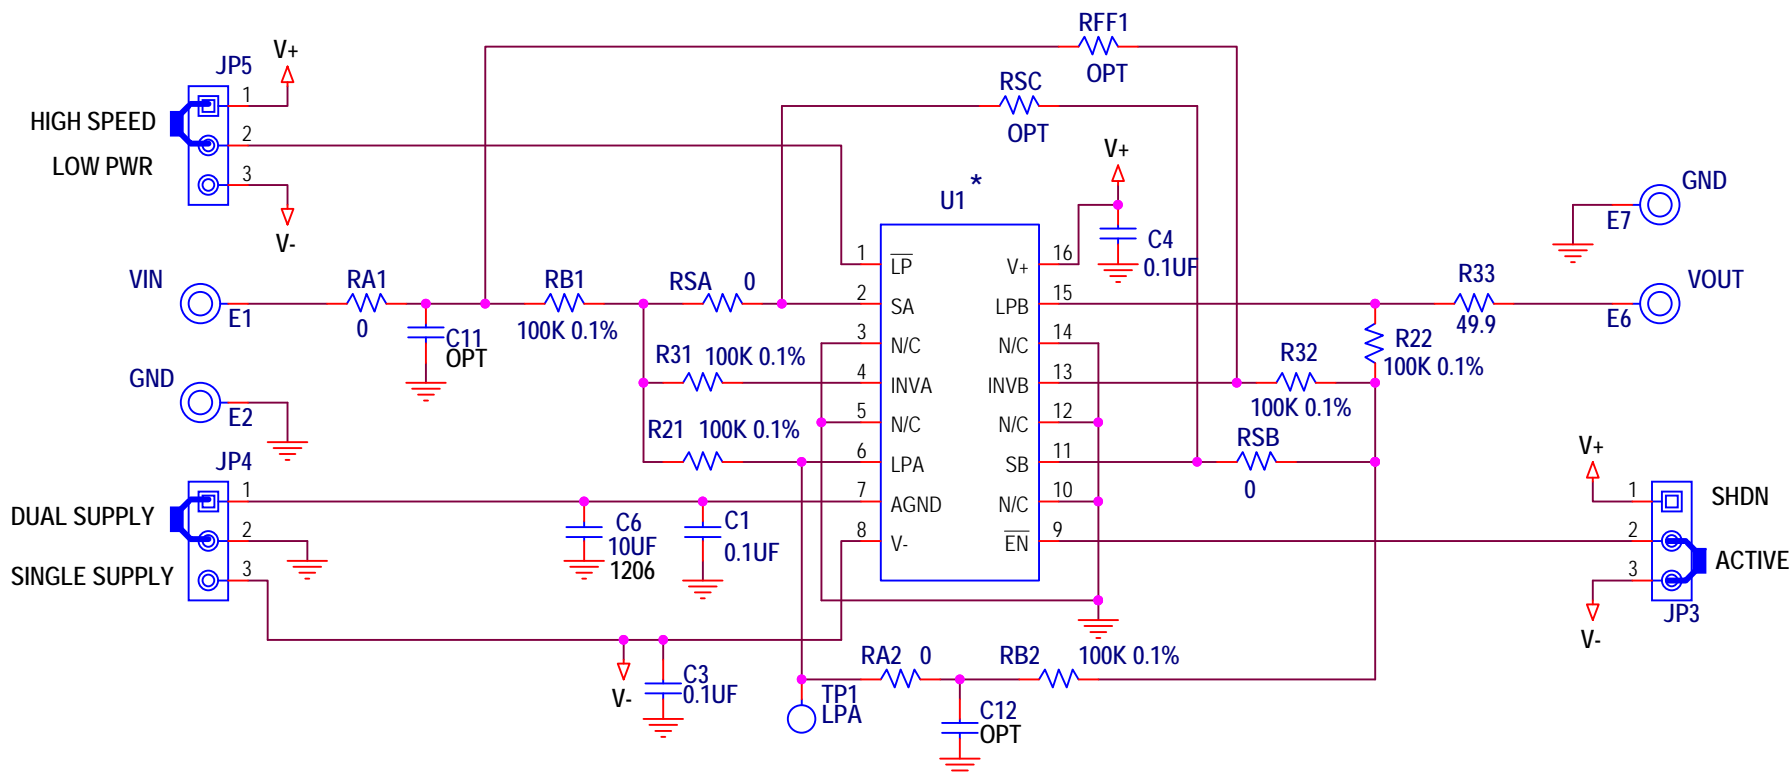 RFF1
OPT
RSC
OPT
V+
JP5
1
2
3
HIGH SPEED
LOW PWR
V-
V+
C4
0.1UF
U1
*
GND
E7
VIN
E1
RA1
0
C11
OPT
RB1
100K 0.1%
RSA 0
R31 100K 0.1%
R21 100K 0.1%
1 LP
2 SA
3 N/C
4 INVA
5 N/C
6 LPA
7 AGND
8 V-
V+ 16
LPB 15
N/C 14
INVB 13
N/C 12
SB 11
N/C 10
EN 9
R33
49.9
VOUT
E6
R22
100K 0.1%
R32
100K 0.1%
RSB
0
GND
E2
JP4
1
2
3
DUAL SUPPLY
SINGLE SUPPLY
C6
10UF
1206
C1
0.1UF
V+
1
2
3
SHDN
ACTIVE
JP3
V-
V-
C3
0.1UF
TP1
LPA
RA2 0
RB2 100K 0.1%
C12
OPT